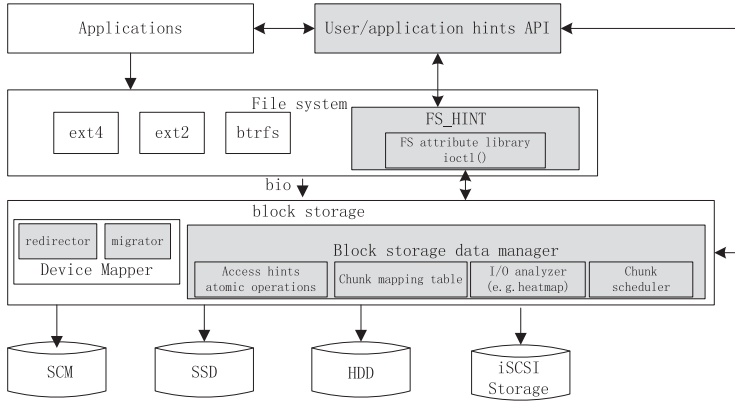 Applications
User/application hints API
File system
ext4
ext2
btrfs
FS_HINT
FS attribute library
ioctl()
bio
block storage
redirector
migrator
Device Mapper
Block storage data manager
Access hints
atomic operations
Chunk mapping table
I/O analyzer
(e.g.heatmap)
Chunk
scheduler
SCM
SSD
HDD
iSCSI
Storage